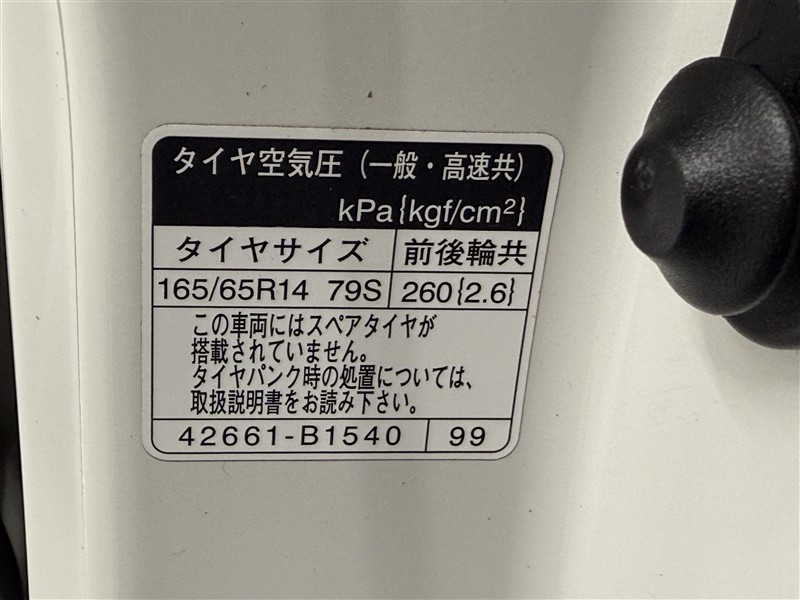 タイヤ空気圧（一般・高速共）
kPa{kgf/cm²}
タイヤサイズ 前後輪共
165/65R14 79S 260{2.6}
この車両にはスペアタイヤが
搭載されていません。
タイヤパンク時の処置については、
取扱説明書をお読み下さい。
42661-B1540 99